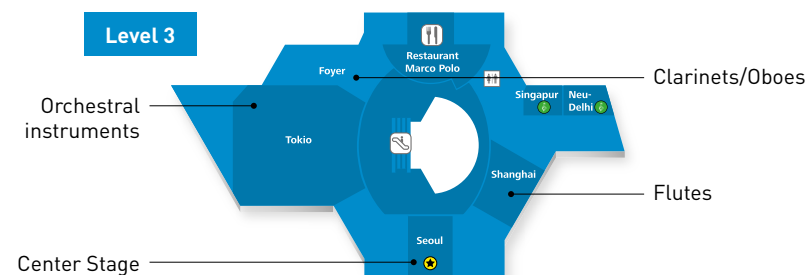 Level 3
Restaurant
Marco Polo
Foyer
Clarinets/Oboes
Singapur
Neu-
Delhi
Orchestral
instruments
Tokio
Shanghai
Flutes
Seoul
Center Stage